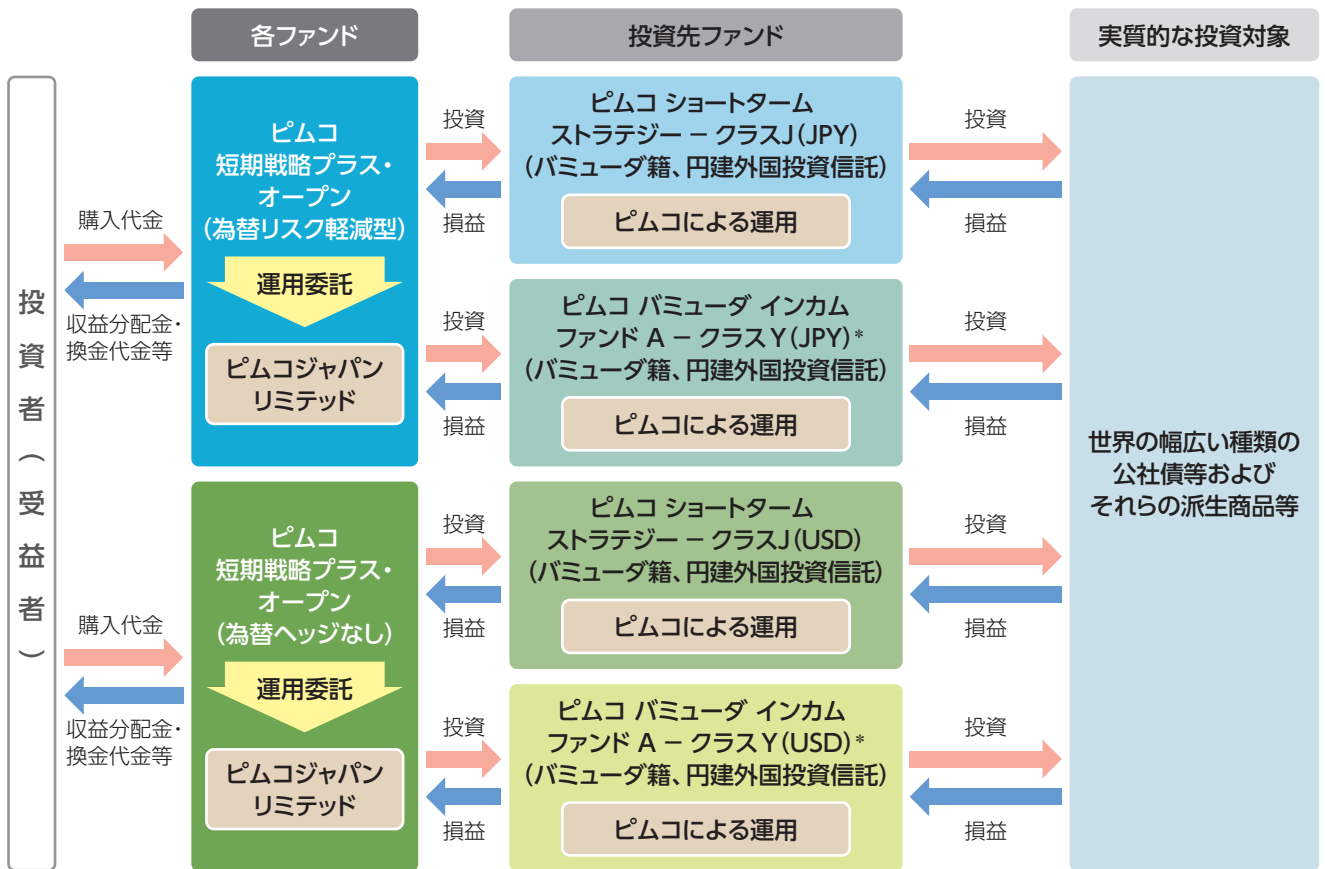 各ファンド
投資先ファンド
実質的な投資対象
投資者（受益者）
購入代金
収益分配金・
換金代金等
ピムコ
短期戦略プラス・
オープン
（為替リスク軽減型）
運用委託
ピムコジャパン
リミテッド
投資
損益
ピムコ ショートターム
ストラテジー － クラスJ（JPY）
（バミューダ籍、円建外国投資信託）
ピムコによる運用
投資
損益
投資
損益
ピムコ バミューダ インカム
ファンド A － クラス Y（JPY）*
（バミューダ籍、円建外国投資信託）
ピムコによる運用
投資
損益
購入代金
収益分配金・
換金代金等
ピムコ
短期戦略プラス・
オープン
（為替ヘッジなし）
運用委託
ピムコジャパン
リミテッド
投資
損益
ピムコ ショートターム
ストラテジー － クラスJ（USD）
（バミューダ籍、円建外国投資信託）
ピムコによる運用
投資
損益
投資
損益
ピムコ バミューダ インカム
ファンド A － クラス Y（USD）*
（バミューダ籍、円建外国投資信託）
ピムコによる運用
投資
損益
世界の幅広い種類の
公社債等および
それらの派生商品等